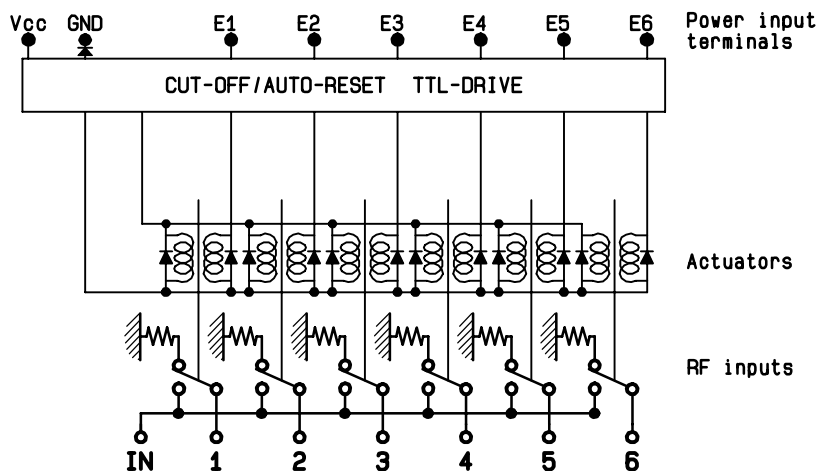 Vcc GND E1 E2 E3 E4 E5 E6 Power input
terminals
CUT-OFF/AUTO-RESET TTL-DRIVE
Actuators
RF inputs
IN 1 2 3 4 5 6